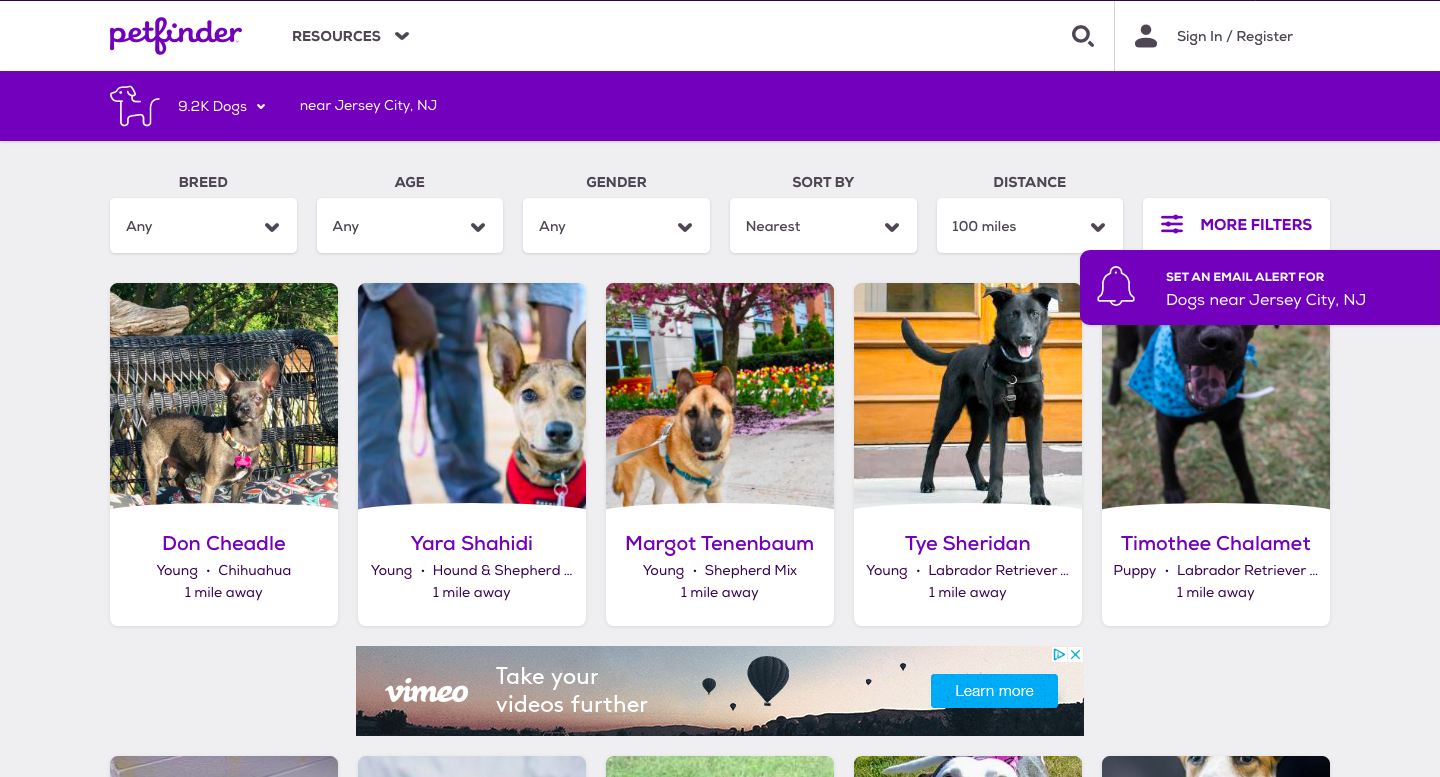 petfinder
RESOURCES
Sign In / Register
9.2K Dogs
near Jersey City, NJ
BREED
AGE
GENDER
SORT BY
DISTANCE
Any
Any
Any
Nearest
100 miles
MORE FILTERS
SET AN EMAIL ALERT FOR
Dogs near Jersey City, NJ
Don Cheadle
Young • Chihuahua
1 mile away
Yara Shahidi
Young • Hound & Shepherd ...
1 mile away
Margot Tenenbaum
Young • Shepherd Mix
1 mile away
Tye Sheridan
Young • Labrador Retriever ...
1 mile away
Timothee Chalamet
Puppy • Labrador Retriever ...
1 mile away
vimeo
Take your
videos further
Learn more